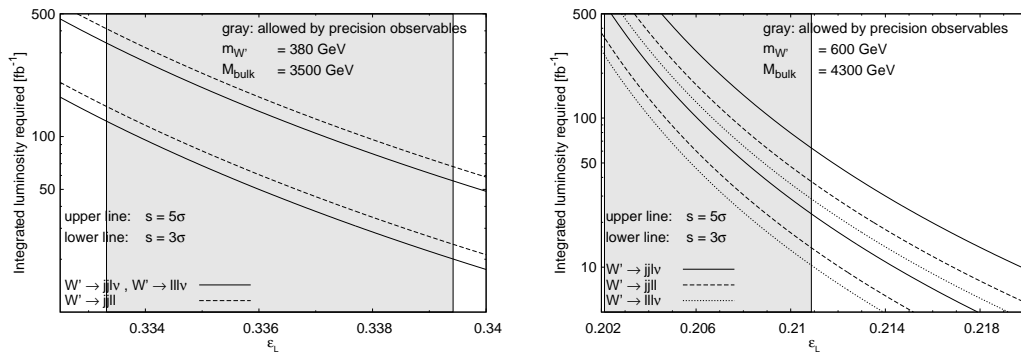 500
100
50
Integrated luminosity required [fb⁻¹]
gray: allowed by precision observables
m_W' = 380 GeV
M_bulk = 3500 GeV
upper line: s = 5σ
lower line: s = 3σ
W' → jjlν , W' → lllν
W' → jjll
0.334
0.336
0.338
0.34
ε_L
500
100
50
10
Integrated luminosity required [fb⁻¹]
gray: allowed by precision observables
m_W' = 600 GeV
M_bulk = 4300 GeV
upper line: s = 5σ
lower line: s = 3σ
W' → jjlν
W' → jjll
W' → lllν
0.202
0.206
0.21
0.214
0.218
ε_L